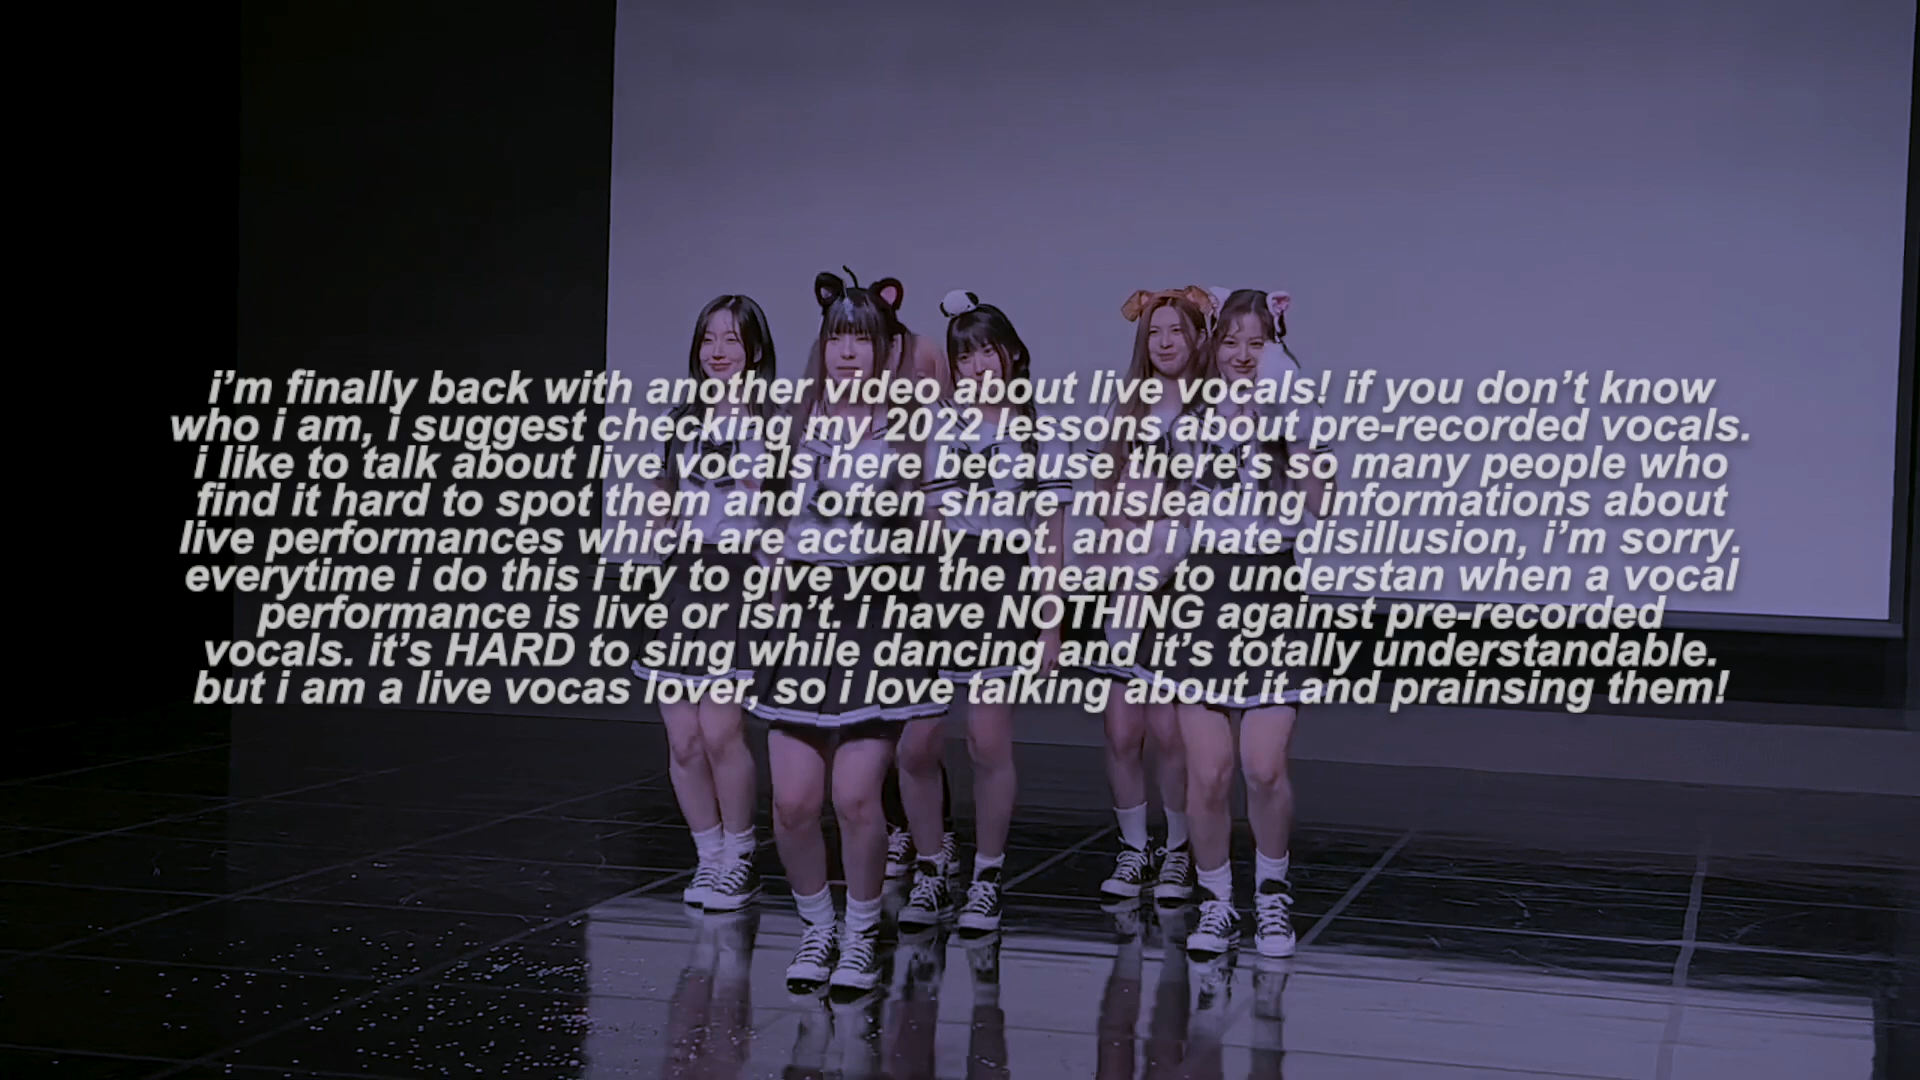 i'm finally back with another video about live vocals! if you don't know
who i am, i suggest checking my 2022 lessons about pre-recorded vocals.
i like to talk about live vocals here because there's so many people who
find it hard to spot them and often share misleading informations about
live performances which are actually not. and i hate disillusion, i'm sorry.
everytime i do this i try to give you the means to understan when a vocal
performance is live or isn't. i have NOTHING against pre-recorded
vocals. it's HARD to sing while dancing and it's totally understandable.
but i am a live vocas lover, so i love talking about it and prainsing them!